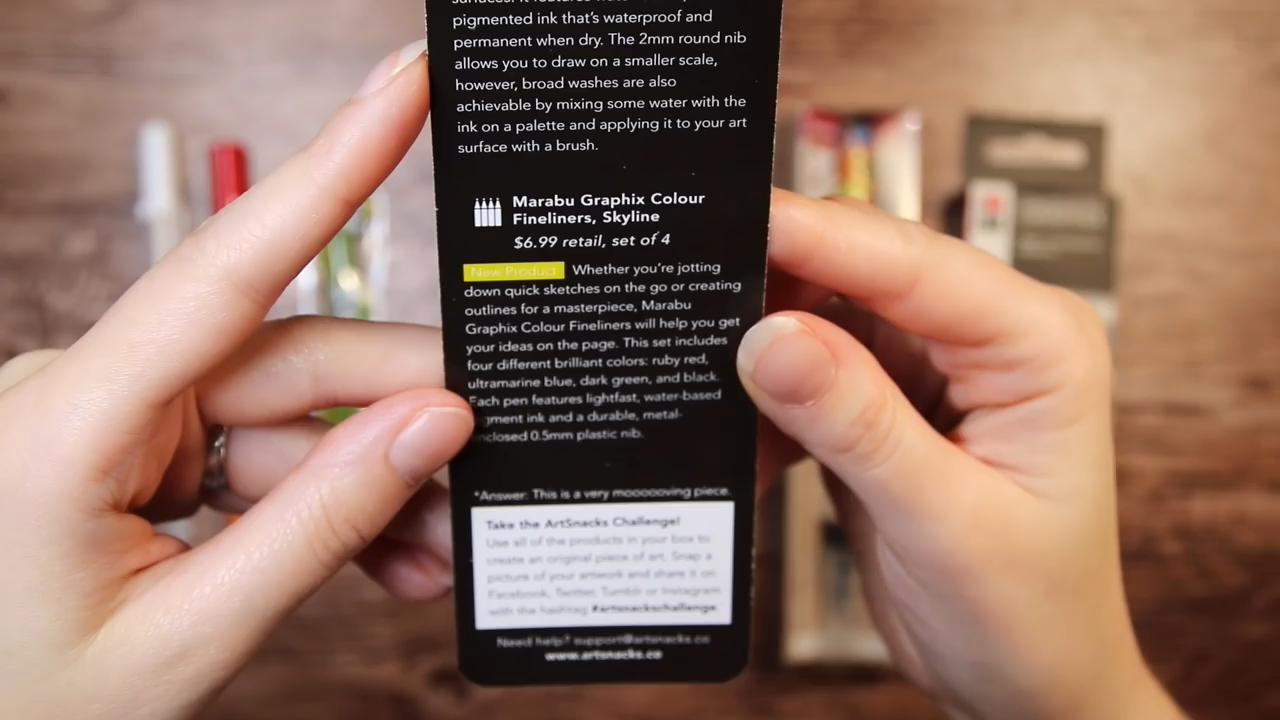 surfaces. It features
pigmented ink that's waterproof and
permanent when dry. The 2mm round nib
allows you to draw on a smaller scale,
however, broad washes are also
achievable by mixing some water with the
ink on a palette and applying it to your art
surface with a brush.
Marabu Graphix Colour
Fineliners, Skyline
$6.99 retail, set of 4
New Product Whether you're jotting
down quick sketches on the go or creating
outlines for a masterpiece, Marabu
Graphix Colour Fineliners will help you get
your ideas on the page. This set includes
four different brilliant colors: ruby red,
ultramarine blue, dark green, and black.
Each pen features lightfast, water-based
gment ink and a durable, metal-
nclosed 0.5mm plastic nib.
*Answer: This is a very moooooving piece.
Take the ArtSnacks Challenge!
Use all of the products in your box to
create an original piece of art. Snap a
picture of your artwork and share it on
Facebook, Twitter, Tumblr or Instagram
with the hashtag #artsnackschallenge.
Need help? support@artsnacks.co
www.artsnacks.co